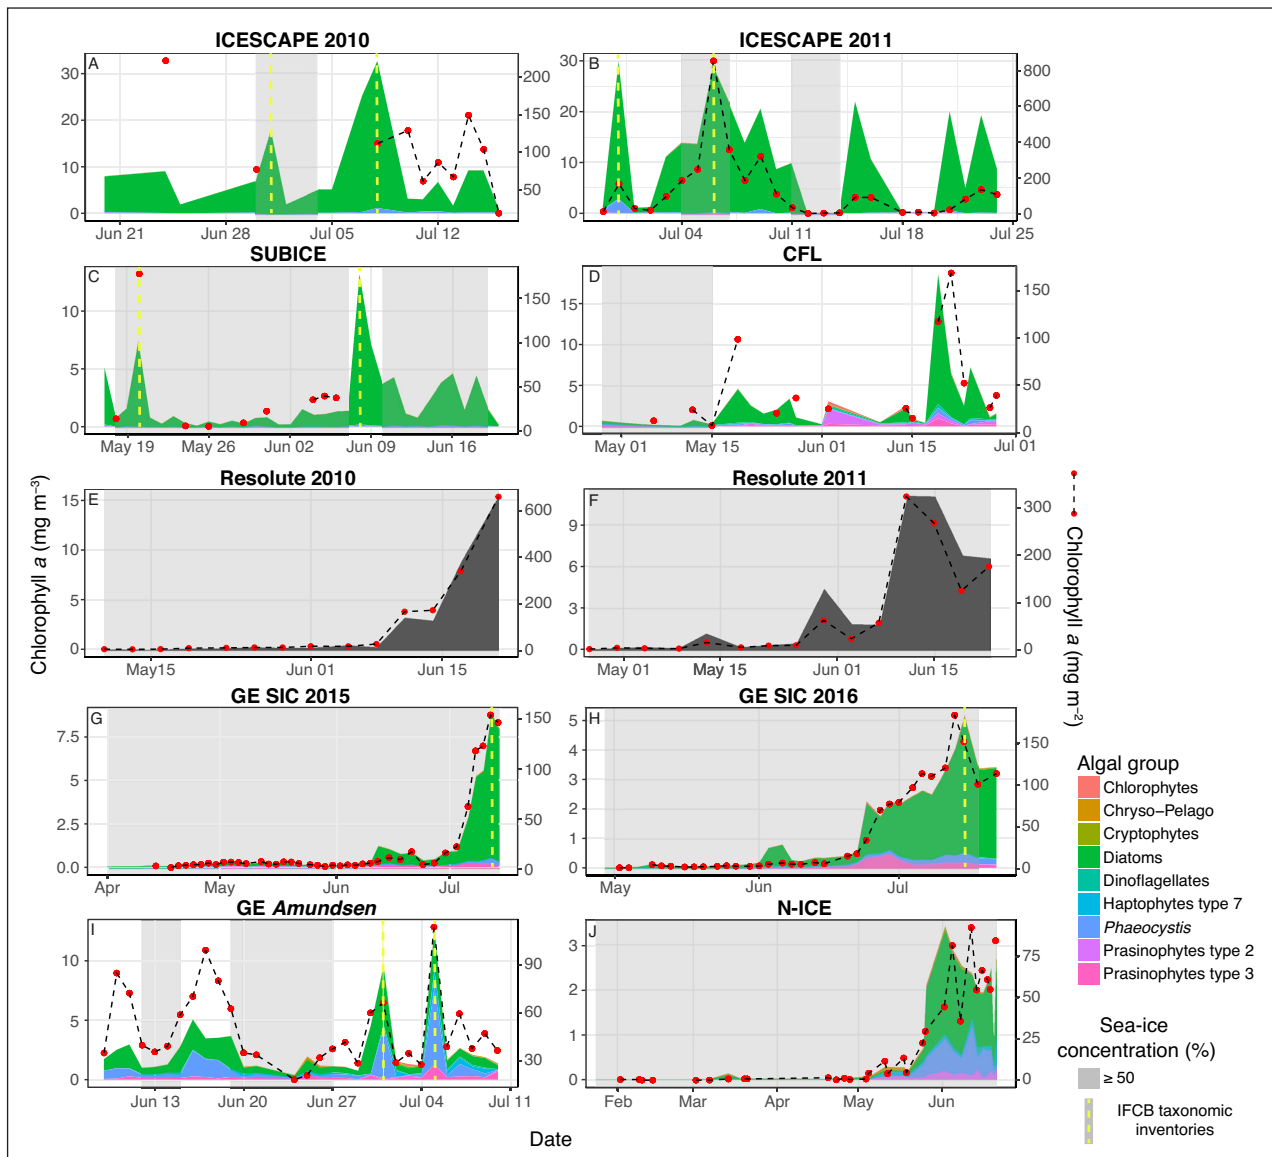 ICESCAPE 2010
ICESCAPE 2011
A
30
20
10
0
200
150
100
50
Jun 21
Jun 28
Jul 05
Jul 12
B
30
20
10
0
800
600
400
200
0
Jul 04
Jul 11
Jul 18
Jul 25
SUBICE
CFL
C
10
5
0
150
100
50
0
May 19
May 26
Jun 02
Jun 09
Jun 16
D
15
10
5
0
150
100
50
0
May 01
May 15
Jun 01
Jun 15
Jul 01
Resolute 2010
Resolute 2011
E
15
10
5
0
600
400
200
0
May15
Jun 01
Jun 15
F
9
6
3
0
300
200
100
0
May 01
May 15
Jun 01
Jun 15
Chlorophyll a (mg m−3)
Chlorophyll a (mg m−2)
GE SIC 2015
GE SIC 2016
G
7.5
5.0
2.5
0.0
150
100
50
0
Apr
May
Jun
Jul
H
5
4
3
2
1
0
150
100
50
0
May
Jun
Jul
GE Amundsen
N-ICE
I
10
5
0
90
60
30
Jun 13
Jun 20
Jun 27
Jul 04
Jul 11
J
3
2
1
0
75
50
25
0
Feb
Mar
Apr
May
Jun
Date
Algal group
Chlorophytes
Chryso−Pelago
Cryptophytes
Diatoms
Dinoflagellates
Haptophytes type 7
Phaeocystis
Prasinophytes type 2
Prasinophytes type 3
Sea-ice
concentration (%)
≥ 50
IFCB taxonomic
inventories